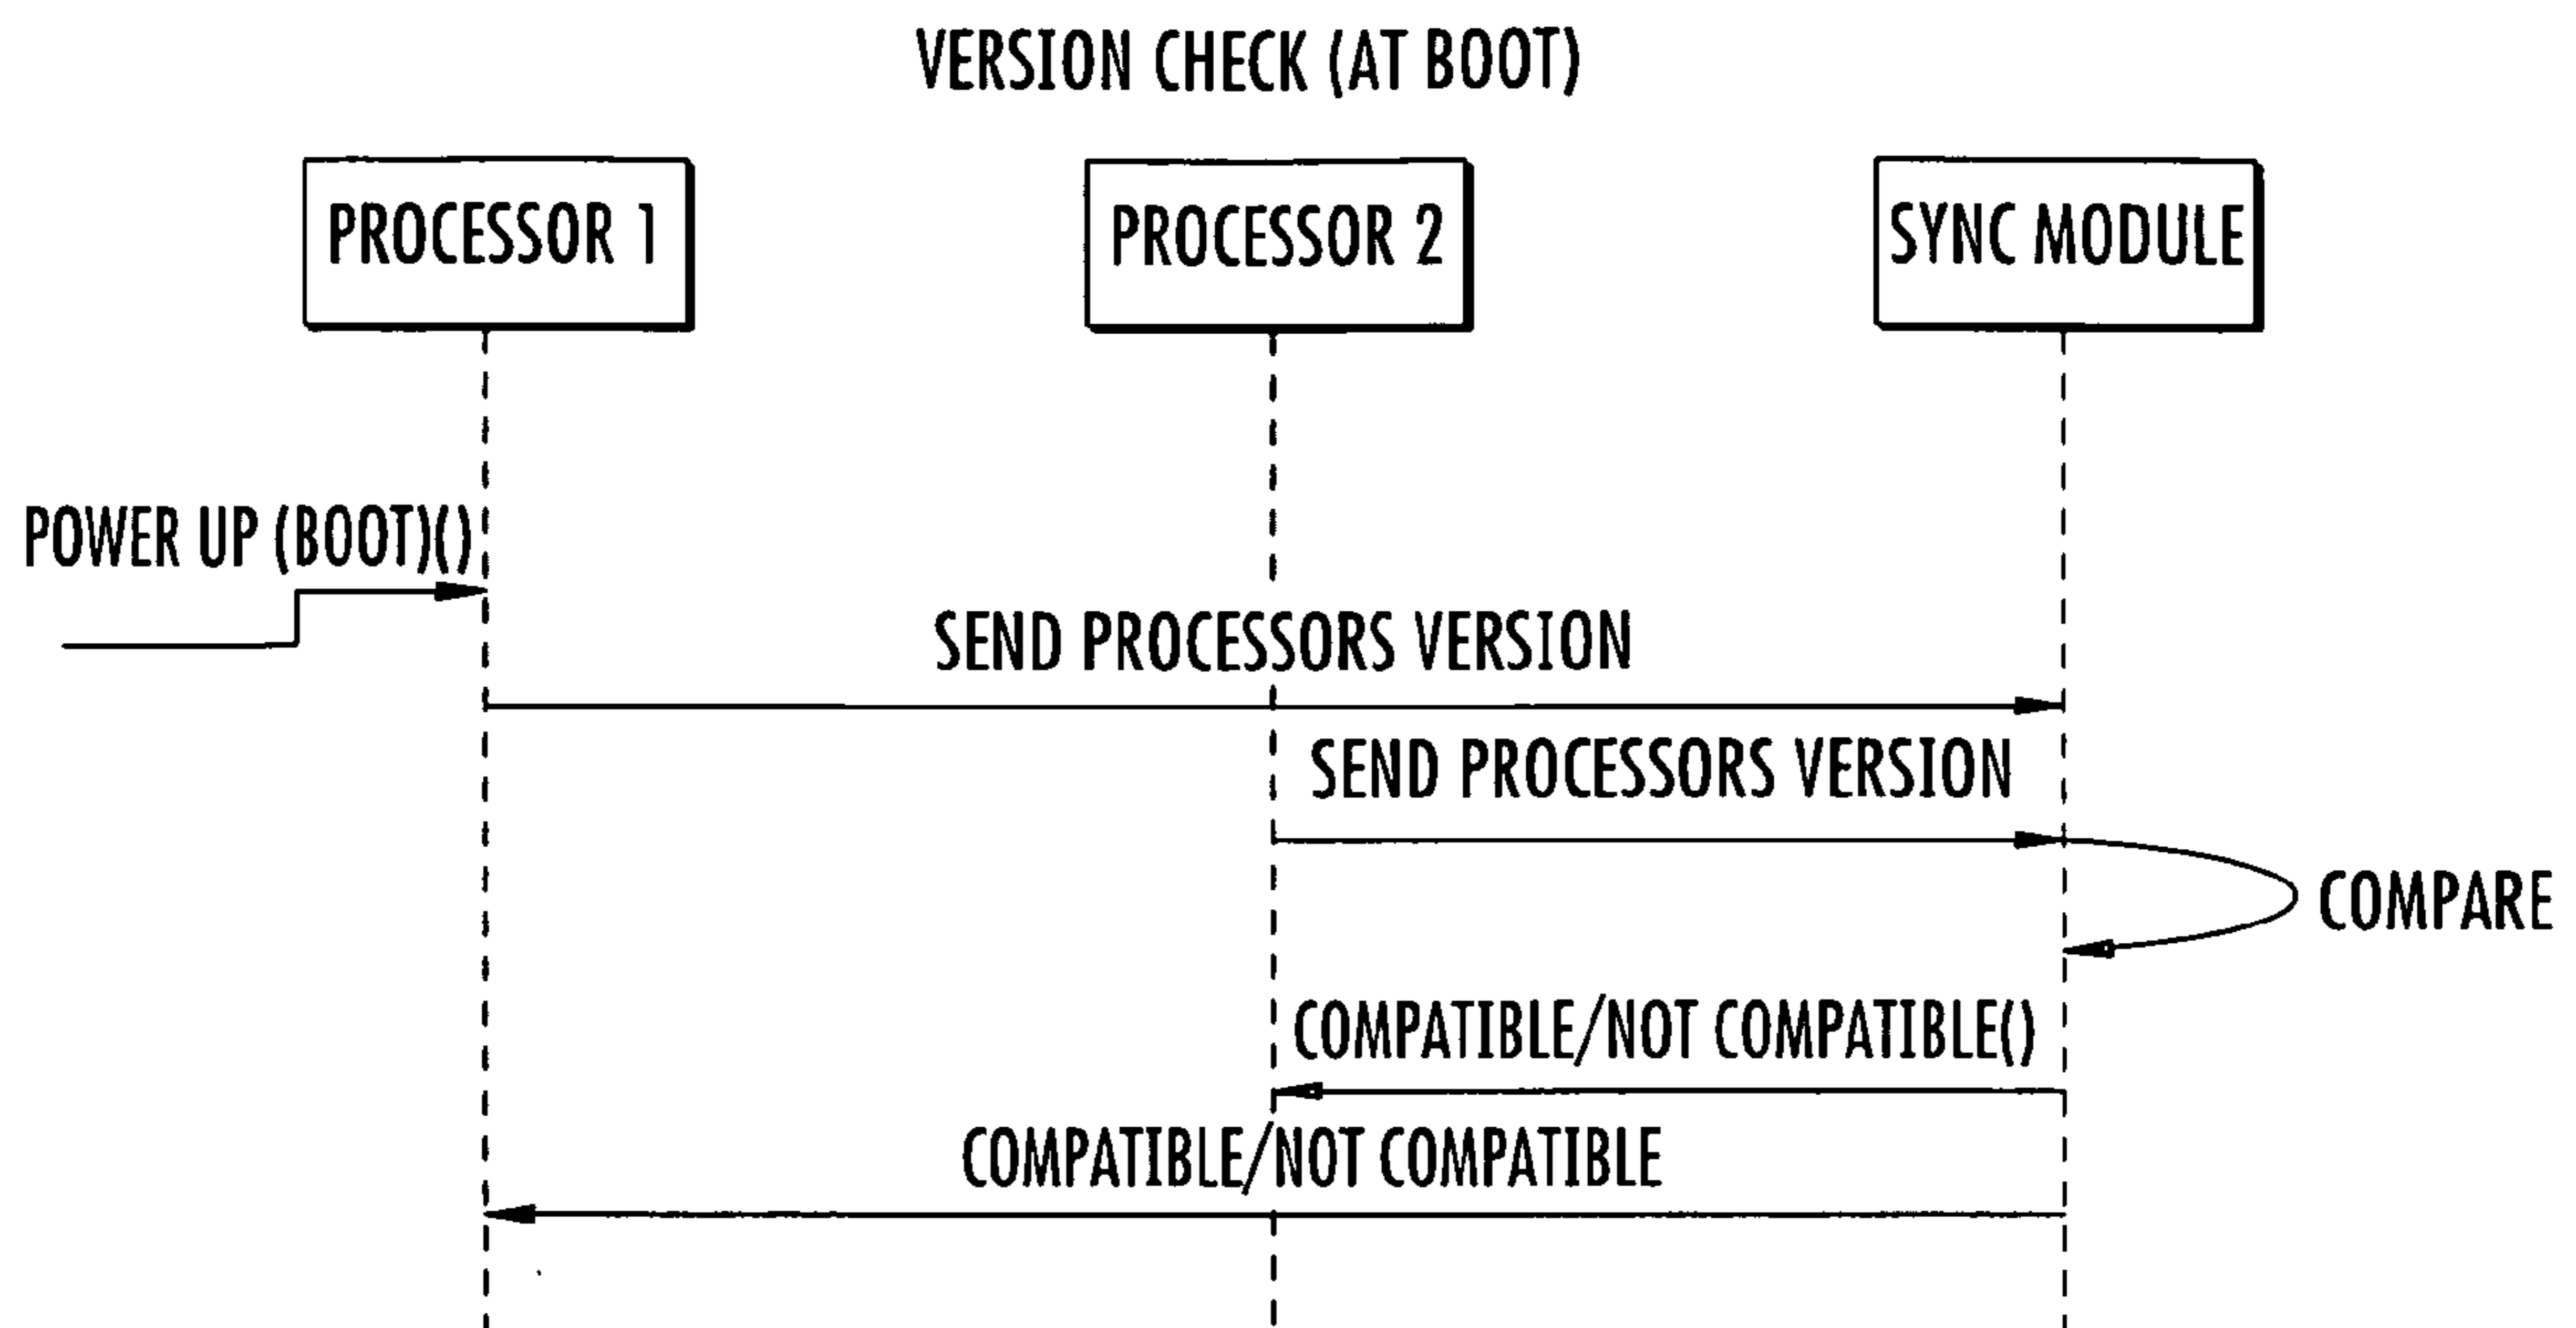 VERSION CHECK (AT BOOT)
PROCESSOR 1
PROCESSOR 2
SYNC MODULE
POWER UP (BOOT)()
SEND PROCESSORS VERSION
SEND PROCESSORS VERSION
COMPARE
COMPATIBLE/NOT COMPATIBLE()
COMPATIBLE/NOT COMPATIBLE